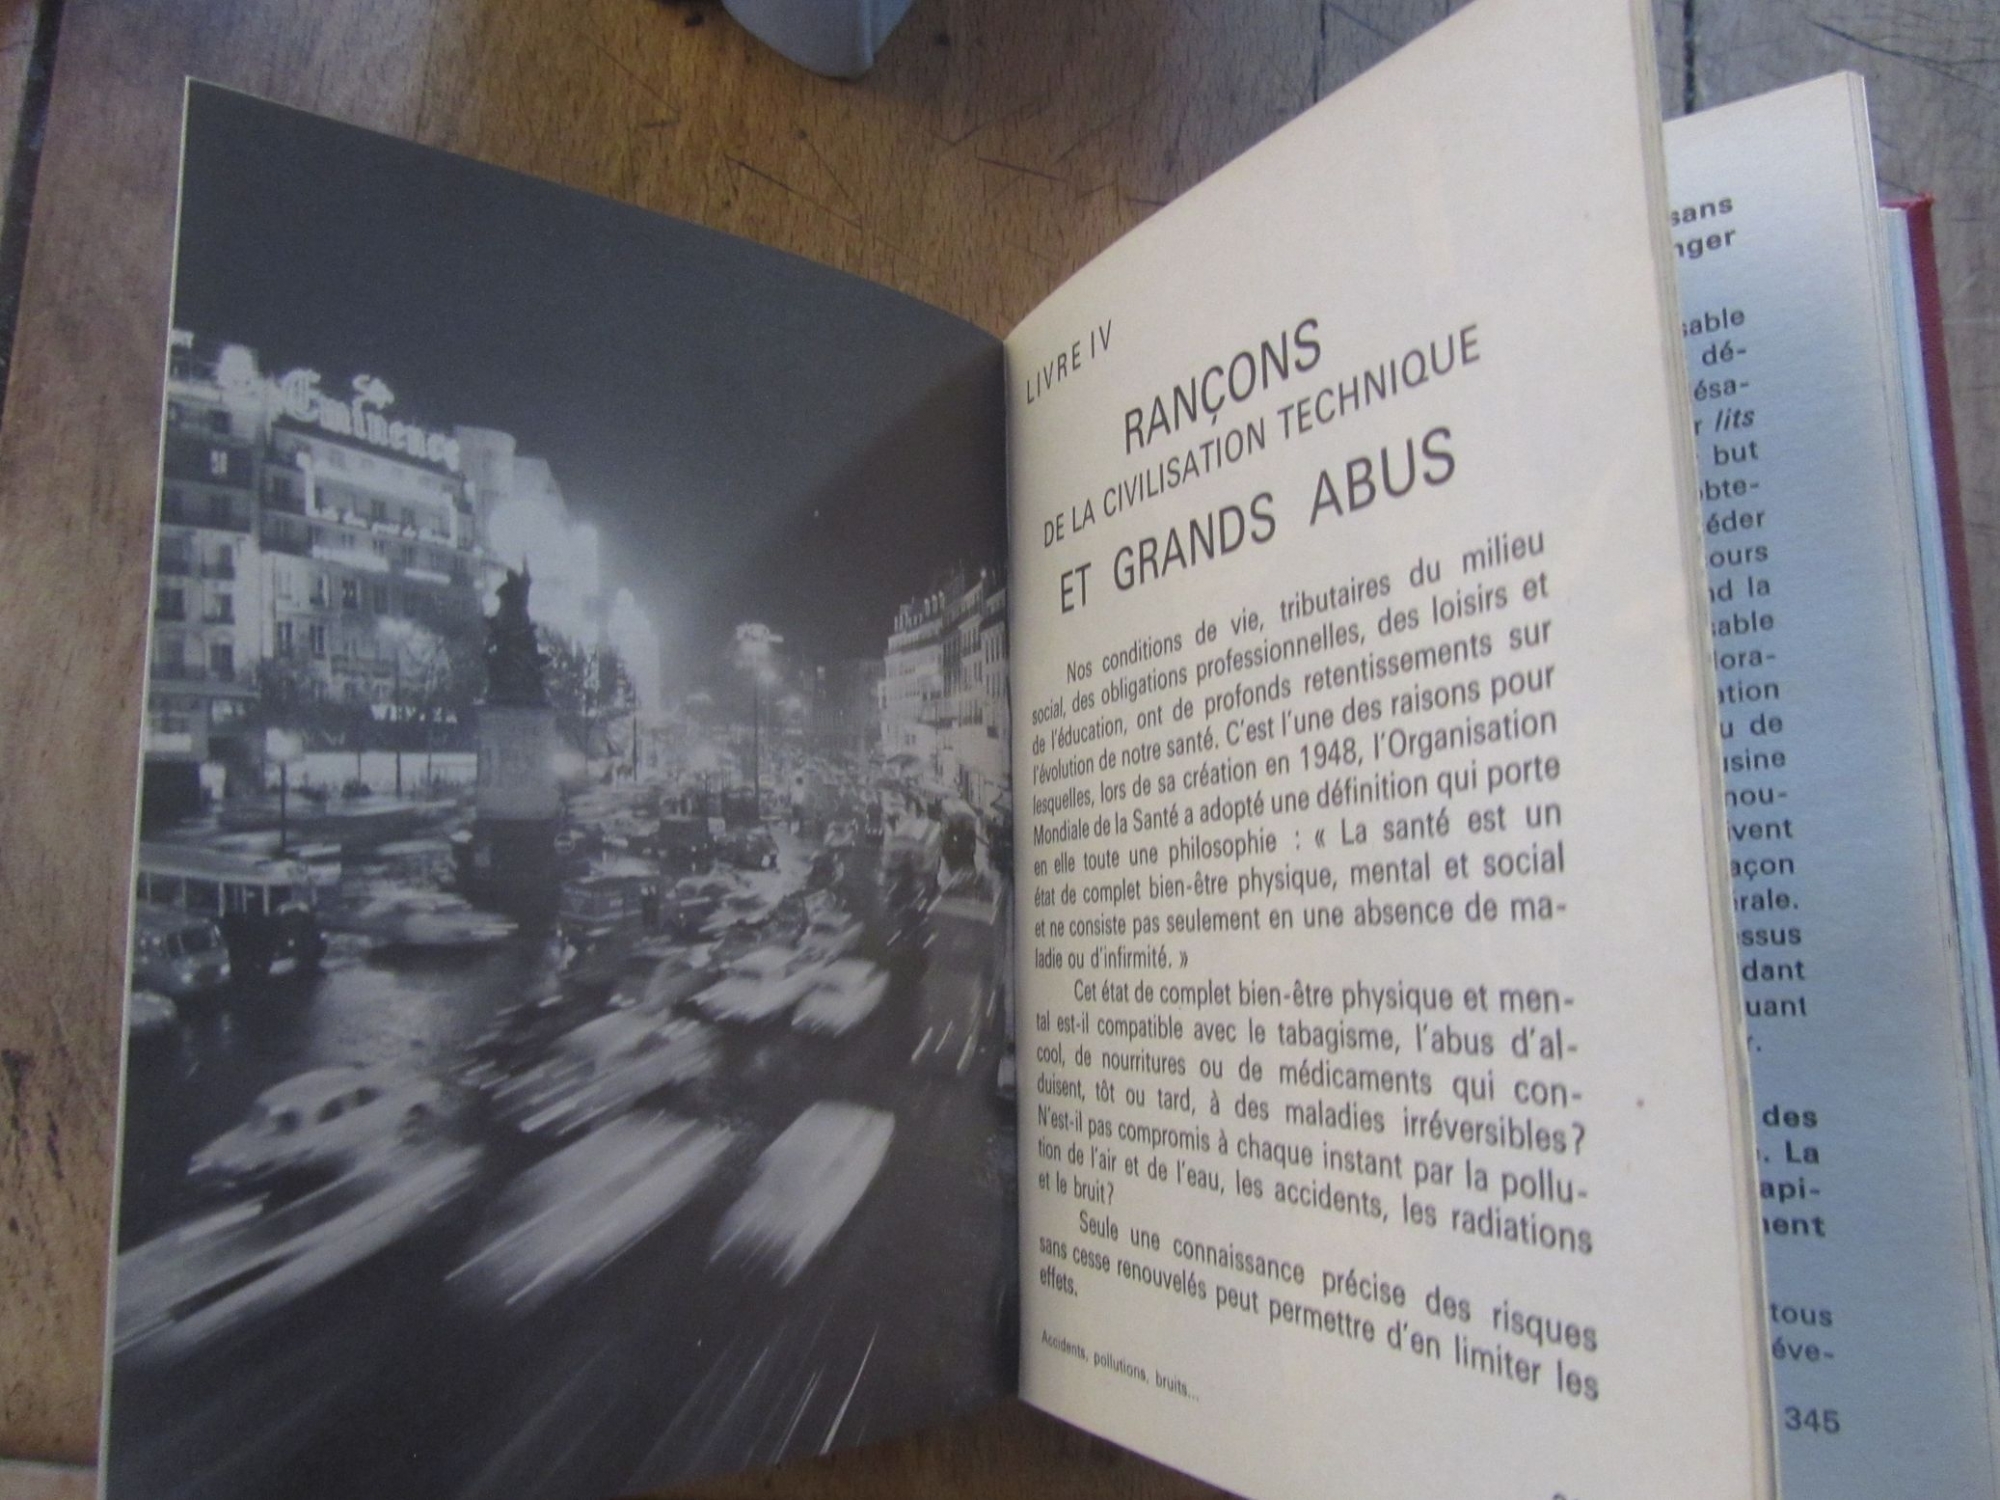 Eminence
LIVRE IV
RANÇONS
DE LA CIVILISATION TECHNIQUE
ET GRANDS ABUS
Nos conditions de vie, tributaires du milieu
social, des obligations professionnelles, des loisirs et
de l'éducation, ont de profonds retentissements sur
l'évolution de notre santé. C'est l'une des raisons pour
lesquelles, lors de sa création en 1948, l'Organisation
Mondiale de la Santé a adopté une définition qui porte
en elle toute une philosophie : « La santé est un
état de complet bien-être physique, mental et social
et ne consiste pas seulement en une absence de ma-
ladie ou d'infirmité. »
Cet état de complet bien-être physique et men-
tal est-il compatible avec le tabagisme, l'abus d'al-
cool, de nourritures ou de médicaments qui con-
duisent, tôt ou tard, à des maladies irréversibles?
N'est-il pas compromis à chaque instant par la pollu-
tion de l'air et de l'eau, les accidents, les radiations
et le bruit?
Seule une connaissance précise des risques
sans cesse renouvelés peut permettre d'en limiter les
effets.
Accidents, pollutions, bruits...
sans
nger
sable
dé-
ésa-
r lits
but
obte-
éder
ours
nd la
sable
lora-
ation
u de
usine
nou-
ivent
açon
rale.
ssus
dant
uant
r.
des
. La
api-
ment
tous
éve-
345